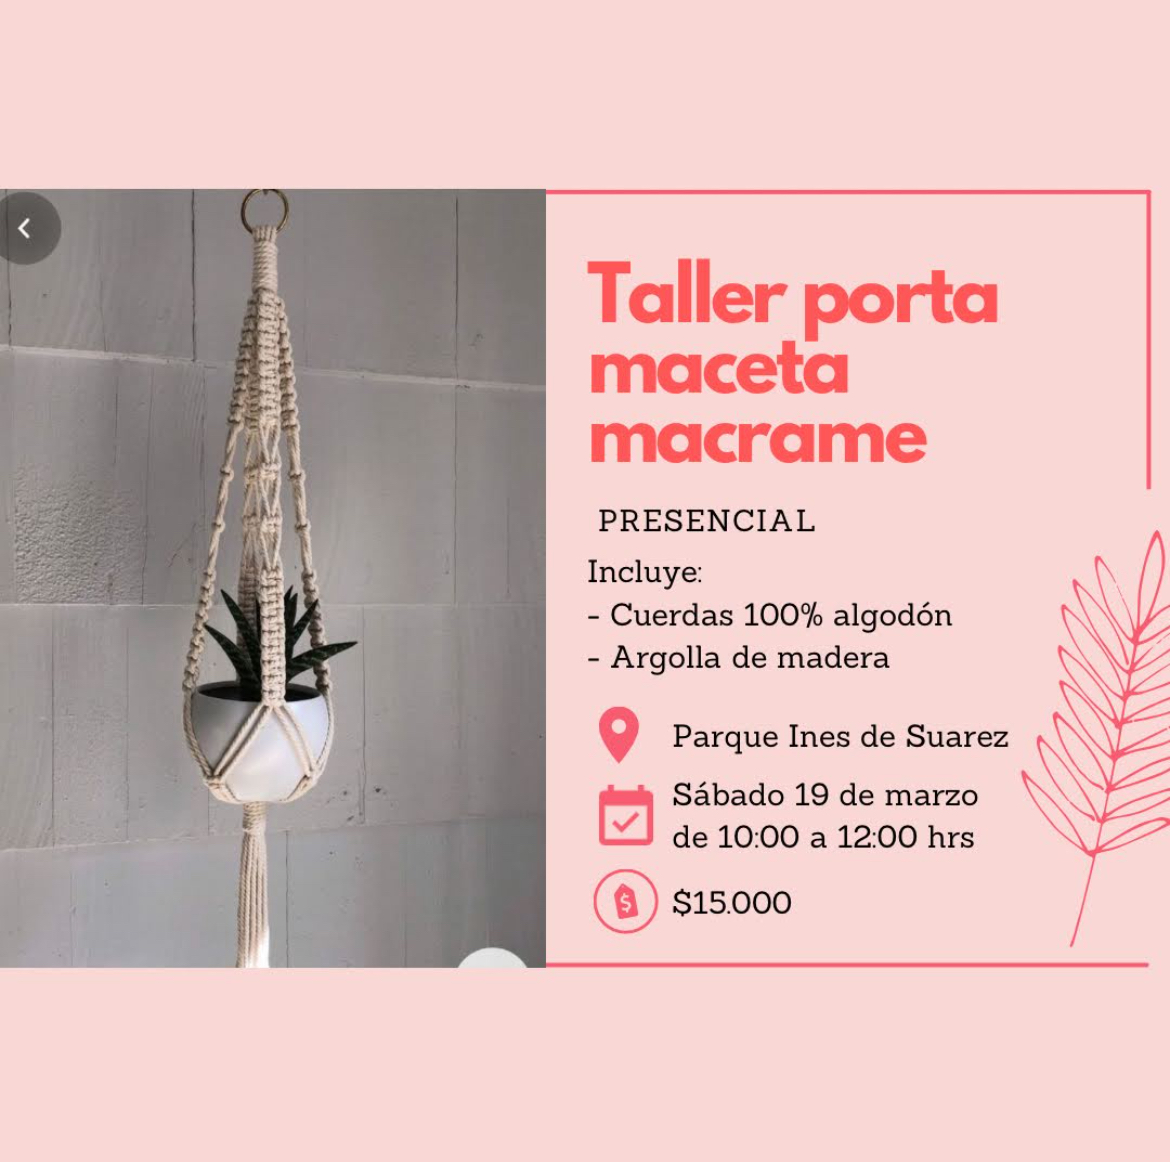 Taller porta
maceta
macrame
PRESENCIAL
Incluye:
- Cuerdas 100% algodón
- Argolla de madera
Parque Ines de Suarez
Sábado 19 de marzo
de 10:00 a 12:00 hrs
$
$15.000